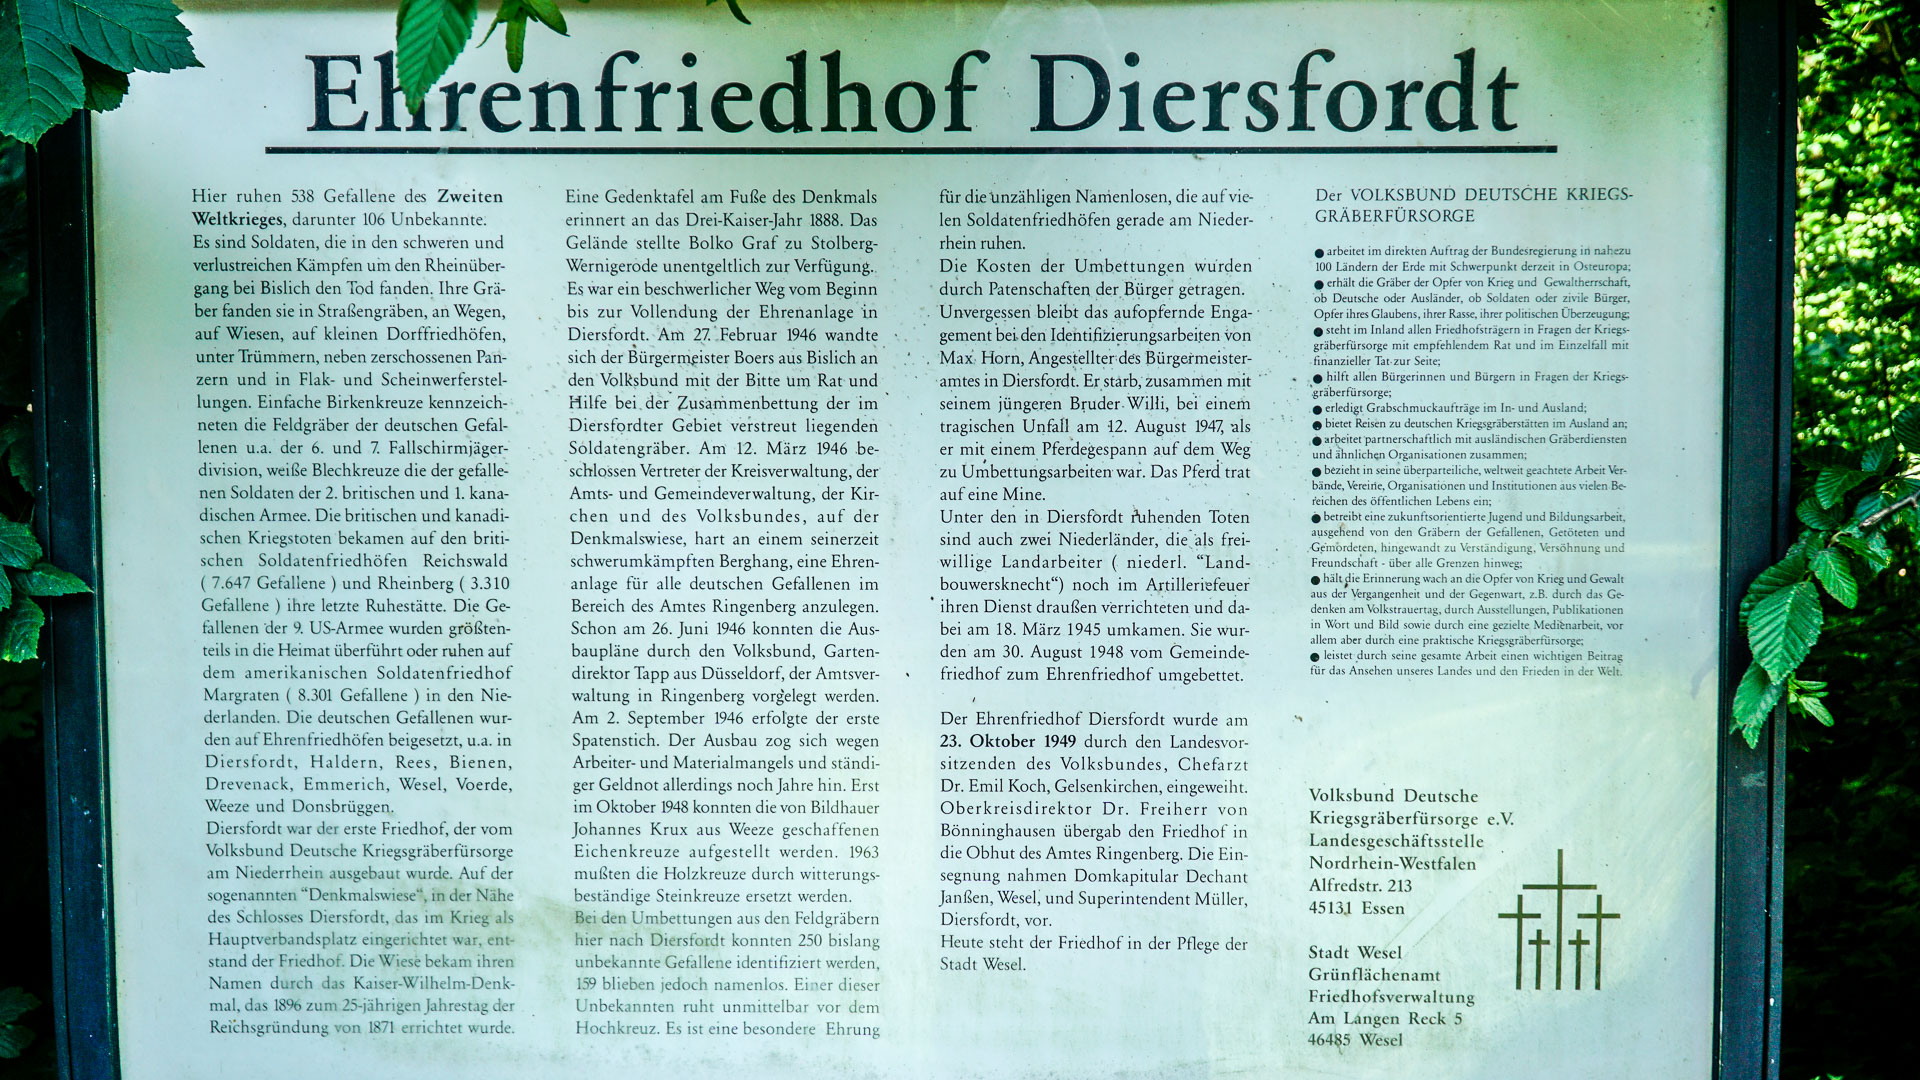 Ehrenfriedhof Diersfordt
Hier ruhen 538 Gefallene des Zweiten
Weltkrieges, darunter 106 Unbekannte.
Es sind Soldaten, die in den schweren und
verlustreichen Kämpfen um den Rheinüber-
gang bei Bislich den Tod fanden. Ihre Grä-
ber fanden sie in Straßengräben, an Wegen,
auf Wiesen, auf kleinen Dorffriedhöfen,
unter Trümmern, neben zerschossenen Pan-
zern und in Flak- und Scheinwerferstel-
lungen. Einfache Birkenkreuze kennzeich-
neten die Feldgräber der deutschen Gefal-
lenen u.a. der 6. und 7. Fallschirmjäger-
division, weiße Blechkreuze die der gefalle-
nen Soldaten der 2. britischen und 1. kana-
dischen Armee. Die britischen und kanadi-
schen Kriegstoten bekamen auf den briti-
schen Soldatenfriedhöfen Reichswald
( 7.647 Gefallene ) und Rheinberg ( 3.310
Gefallene ) ihre letzte Ruhestätte. Die Ge-
fallenen der 9. US-Armee wurden größten-
teils in die Heimat überführt oder ruhen auf
dem amerikanischen Soldatenfriedhof
Margraten ( 8.301 Gefallene ) in den Nie-
derlanden. Die deutschen Gefallenen wur-
den auf Ehrenfriedhöfen beigesetzt, u.a. in
Diersfordt, Haldern, Rees, Bienen,
Drevenack, Emmerich, Wesel, Voerde,
Weeze und Donsbrüggen.
Diersfordt war der erste Friedhof, der vom
Volksbund Deutsche Kriegsgräberfürsorge
am Niederrhein ausgebaut wurde. Auf der
sogenannten “Denkmalswiese“, in der Nähe
des Schlosses Diersfordt, das im Krieg als
Hauptverbandsplatz eingerichtet war, ent-
stand der Friedhof. Die Wiese bekam ihren
Namen durch das Kaiser-Wilhelm-Denk-
mal, das 1896 zum 25-jährigen Jahrestag der
Reichsgründung von 1871 errichtet wurde.
Eine Gedenktafel am Fuße des Denkmals
erinnert an das Drei-Kaiser-Jahr 1888. Das
Gelände stellte Bolko Graf zu Stolberg-
Wernigerode unentgeltlich zur Verfügung.
Es war ein beschwerlicher Weg vom Beginn
bis zur Vollendung der Ehrenanlage in
Diersfordt. Am 27. Februar 1946 wandte
sich der Bürgermeister Boers aus Bislich an
den Volksbund mit der Bitte um Rat und
Hilfe bei der Zusammenbettung der im
Diersfordter Gebiet verstreut liegenden
Soldatengräber. Am 12. März 1946 be-
schlossen Vertreter der Kreisverwaltung, der
Amts- und Gemeindeverwaltung, der Kir-
chen und des Volksbundes, auf der
Denkmalswiese, hart an einem seinerzeit
schwerumkämpften Berghang, eine Ehren-
anlage für alle deutschen Gefallenen im
Bereich des Amtes Ringenberg anzulegen.
Schon am 26. Juni 1946 konnten die Aus-
baupläne durch den Volksbund, Garten-
direktor Tapp aus Düsseldorf, der Amtsver-
waltung in Ringenberg vorgelegt werden.
Am 2. September 1946 erfolgte der erste
Spatenstich. Der Ausbau zog sich wegen
Arbeiter- und Materialmangels und ständi-
ger Geldnot allerdings noch Jahre hin. Erst
im Oktober 1948 konnten die von Bildhauer
Johannes Krux aus Weeze geschaffenen
Eichenkreuze aufgestellt werden. 1963
mußten die Holzkreuze durch witterungs-
beständige Steinkreuze ersetzt werden.
Bei den Umbettungen aus den Feldgräbern
hier nach Diersfordt konnten 250 bislang
unbekannte Gefallene identifiziert werden,
159 blieben jedoch namenlos. Einer dieser
Unbekannten ruht unmittelbar vor dem
Hochkreuz. Es ist eine besondere Ehrung
für die unzähligen Namenlosen, die auf vie-
len Soldatenfriedhöfen gerade am Nieder-
rhein ruhen.
Die Kosten der Umbettungen wurden
durch Patenschaften der Bürger getragen.
Unvergessen bleibt das aufopfernde Enga-
gement bei den Identifizierungsarbeiten von
Max Horn, Angestellter des Bürgermeister-
amtes in Diersfordt. Er starb, zusammen mit
seinem jüngeren Bruder Willi, bei einem
tragischen Unfall am 12. August 1947, als
er mit einem Pferdegespann auf dem Weg
zu Umbettungsarbeiten war. Das Pferd trat
auf eine Mine.
Unter den in Diersfordt ruhenden Toten
sind auch zwei Niederländer, die als frei-
willige Landarbeiter ( niederl. “Land-
bouwersknecht“) noch im Artilleriefeuer
ihren Dienst draußen verrichteten und da-
bei am 18. März 1945 umkamen. Sie wur-
den am 30. August 1948 vom Gemeinde-
friedhof zum Ehrenfriedhof umgebettet.
Der Ehrenfriedhof Diersfordt wurde am
23. Oktober 1949 durch den Landesvor-
sitzenden des Volksbundes, Chefarzt
Dr. Emil Koch, Gelsenkirchen, eingeweiht.
Oberkreisdirektor Dr. Freiherr von
Bönninghausen übergab den Friedhof in
die Obhut des Amtes Ringenberg. Die Ein-
segnung nahmen Domkapitular Dechant
Janßen, Wesel, und Superintendent Müller,
Diersfordt, vor.
Heute steht der Friedhof in der Pflege der
Stadt Wesel.
Der VOLKSBUND DEUTSCHE KRIEGS-
GRÄBERFÜRSORGE
● arbeitet im direkten Auftrag der Bundesregierung in nahezu
100 Ländern der Erde mit Schwerpunkt derzeit in Osteuropa;
● erhält die Gräber der Opfer von Krieg und Gewaltherrschaft,
ob Deutsche oder Ausländer, ob Soldaten oder zivile Bürger,
Opfer ihres Glaubens, ihrer Rasse, ihrer politischen Überzeugung;
● steht im Inland allen Friedhofsträgern in Fragen der Kriegs-
gräberfürsorge mit empfehlendem Rat und im Einzelfall mit
finanzieller Tat zur Seite;
● hilft allen Bürgerinnen und Bürgern in Fragen der Kriegs-
gräberfürsorge;
● erledigt Grabschmuckaufträge im In- und Ausland;
● bietet Reisen zu deutschen Kriegsgräberstätten im Ausland an;
● arbeitet partnerschaftlich mit ausländischen Gräberdiensten
und ähnlichen Organisationen zusammen;
● bezieht in seine überparteiliche, weltweit geachtete Arbeit Ver-
bände, Vereine, Organisationen und Institutionen aus vielen Be-
reichen des öffentlichen Lebens ein;
● betreibt eine zukunftsorientierte Jugend und Bildungsarbeit,
ausgehend von den Gräbern der Gefallenen, Getöteten und
Gemordeten, hingewandt zu Verständigung, Versöhnung und
Freundschaft - über alle Grenzen hinweg;
● hält die Erinnerung wach an die Opfer von Krieg und Gewalt
aus der Vergangenheit und der Gegenwart, z.B. durch das Ge-
denken am Volkstrauertag, durch Ausstellungen, Publikationen
in Wort und Bild sowie durch eine gezielte Medienarbeit, vor
allem aber durch eine praktische Kriegsgräberfürsorge;
● leistet durch seine gesamte Arbeit einen wichtigen Beitrag
für das Ansehen unseres Landes und den Frieden in der Welt.
Volksbund Deutsche
Kriegsgräberfürsorge e.V.
Landesgeschäftsstelle
Nordrhein-Westfalen
Alfredstr. 213
45131 Essen
Stadt Wesel
Grünflächenamt
Friedhofsverwaltung
Am Langen Reck 5
46485 Wesel